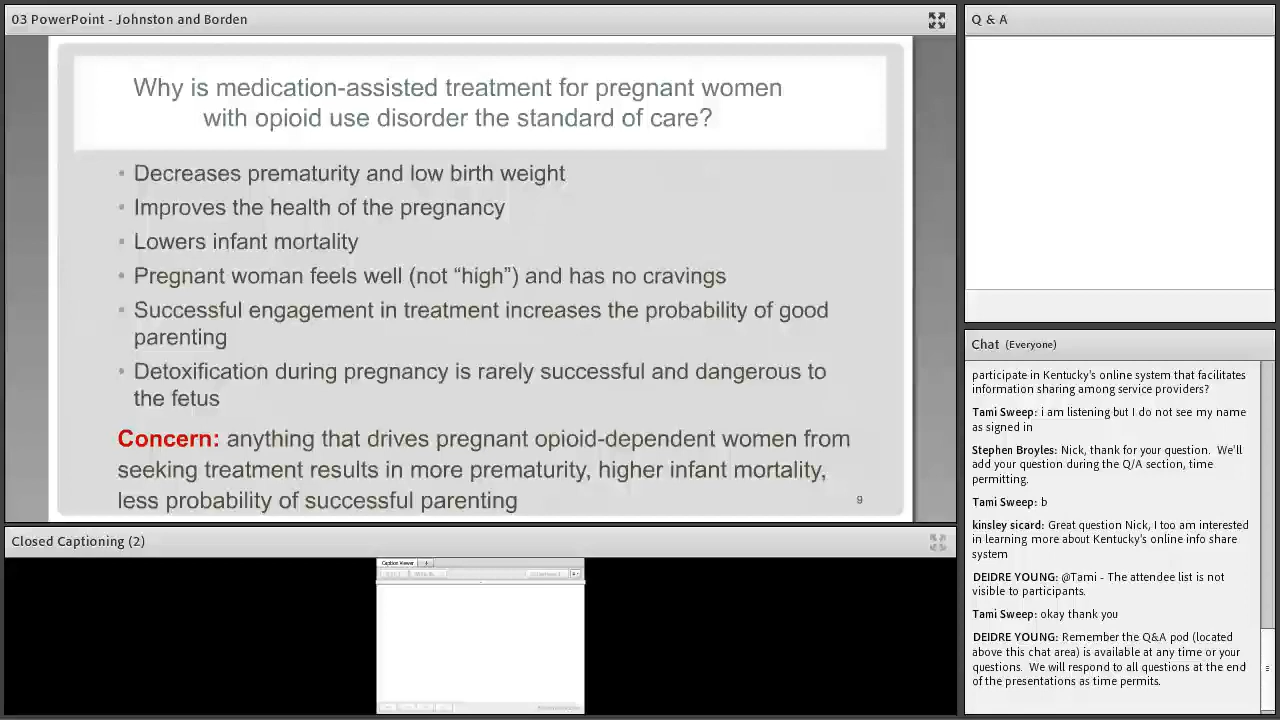 03 PowerPoint - Johnston and Borden
Why is medication-assisted treatment for pregnant women
with opioid use disorder the standard of care?
• Decreases prematurity and low birth weight
• Improves the health of the pregnancy
• Lowers infant mortality
• Pregnant woman feels well (not “high”) and has no cravings
• Successful engagement in treatment increases the probability of good
parenting
• Detoxification during pregnancy is rarely successful and dangerous to
the fetus
Concern: anything that drives pregnant opioid-dependent women from
seeking treatment results in more prematurity, higher infant mortality,
less probability of successful parenting
9
Closed Captioning (2)
Caption Viewer
Q & A
Chat (Everyone)
participate in Kentucky's online system that facilitates
information sharing among service providers?
Tami Sweep: i am listening but I do not see my name
as signed in
Stephen Broyles: Nick, thank for your question. We'll
add your question during the Q/A section, time
permitting.
Tami Sweep: b
kinsley sicard: Great question Nick, I too am interested
in learning more about Kentucky's online info share
system
DEIDRE YOUNG: @Tami - The attendee list is not
visible to participants.
Tami Sweep: okay thank you
DEIDRE YOUNG: Remember the Q&A pod (located
above this chat area) is available at any time or your
questions. We will respond to all questions at the end
of the presentations as time permits.